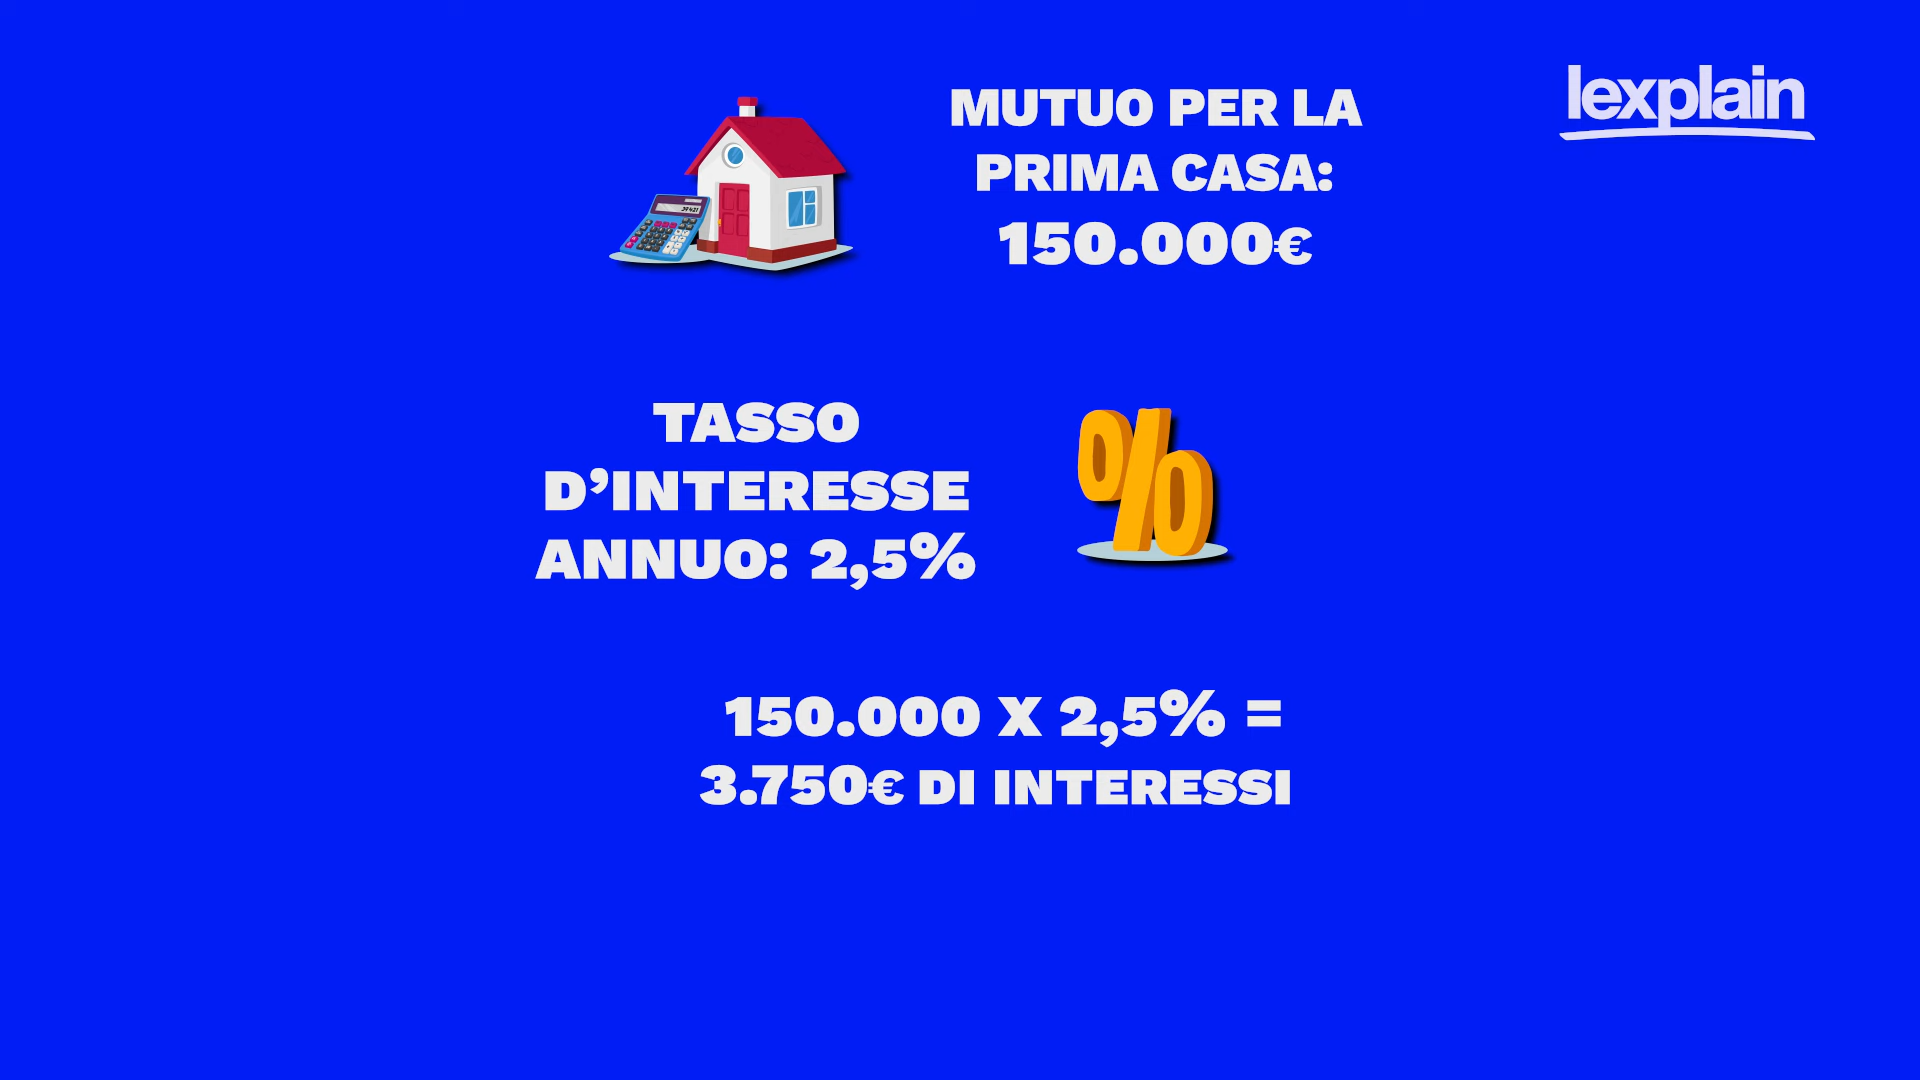 lexplain
MUTUO PER LA
PRIMA CASA:
150.000€
TASSO
D’INTERESSE
ANNUO: 2,5%
%
150.000 X 2,5% =
3.750€ DI INTERESSI